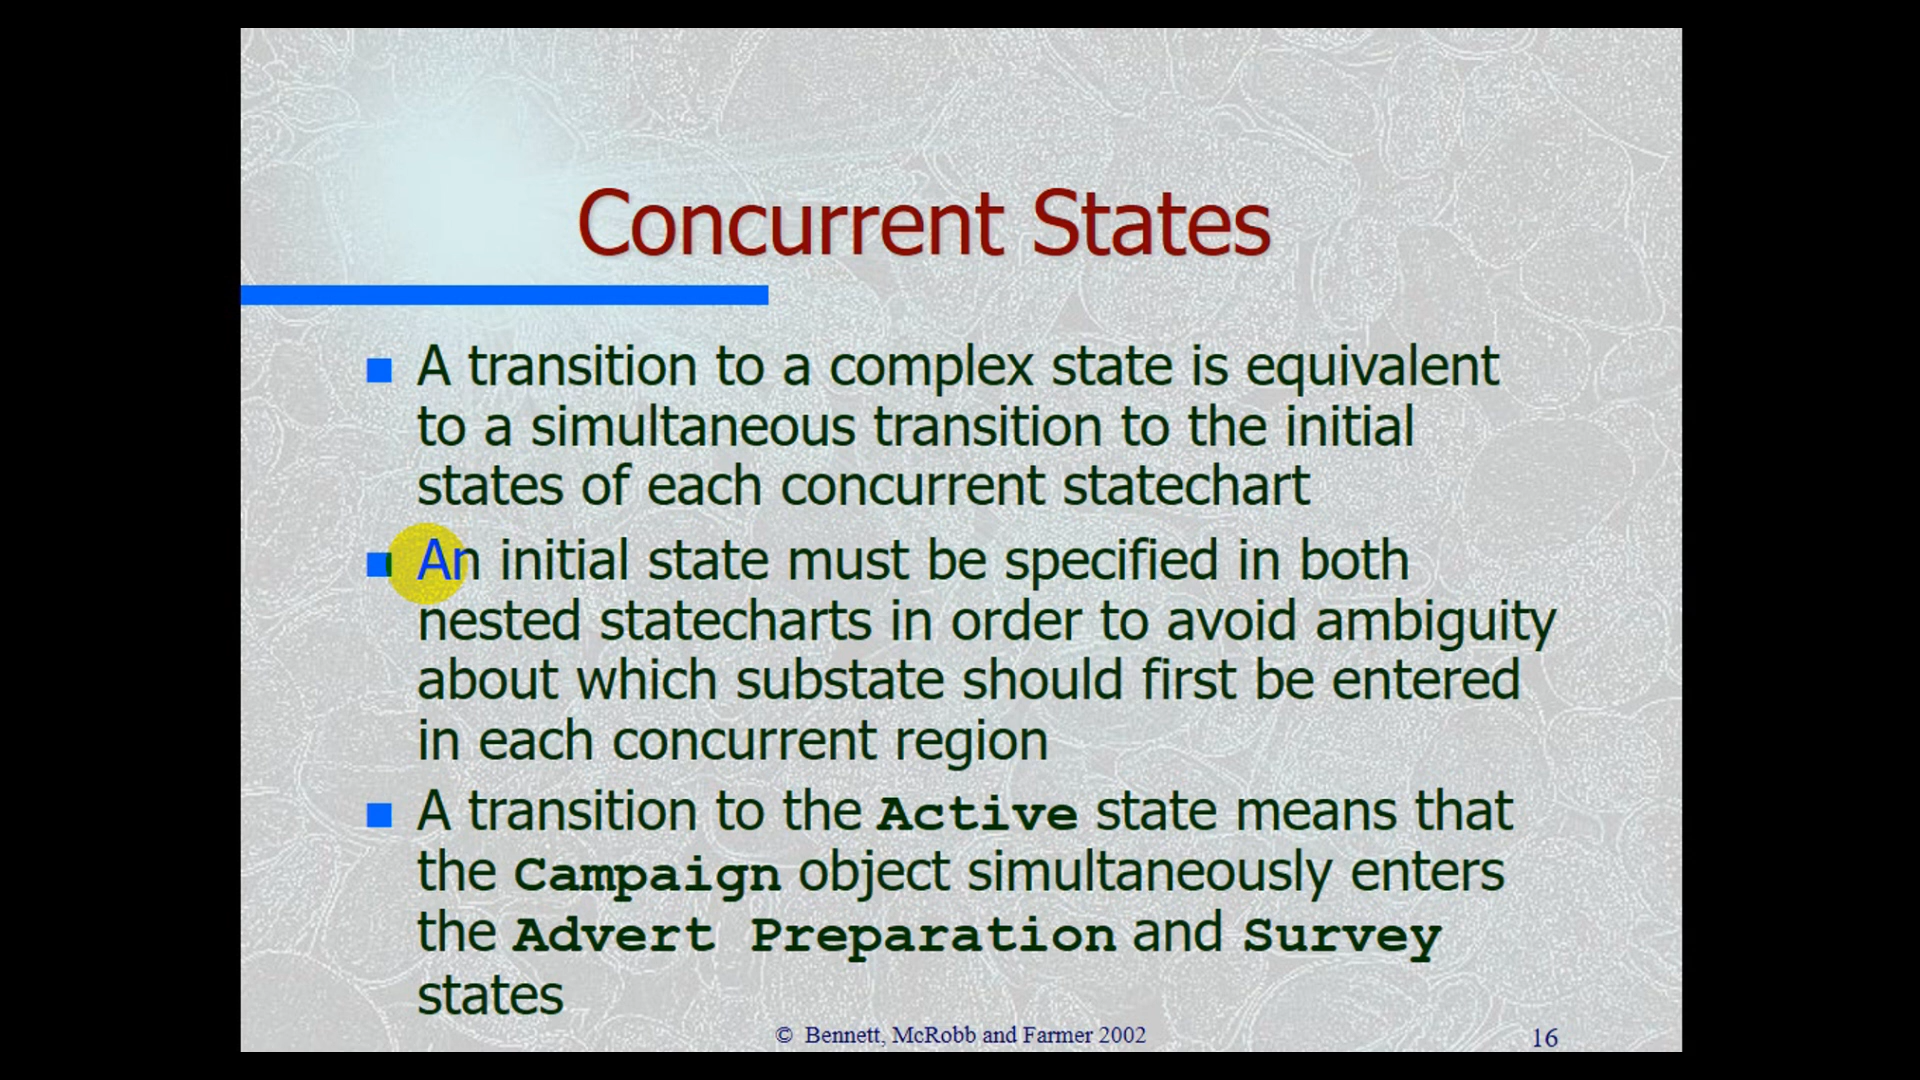 Concurrent States
A transition to a complex state is equivalent
to a simultaneous transition to the initial
states of each concurrent statechart
An initial state must be specified in both
nested statecharts in order to avoid ambiguity
about which substate should first be entered
in each concurrent region
A transition to the Active state means that
the Campaign object simultaneously enters
the Advert Preparation and Survey
states
© Bennett, McRobb and Farmer 2002
16